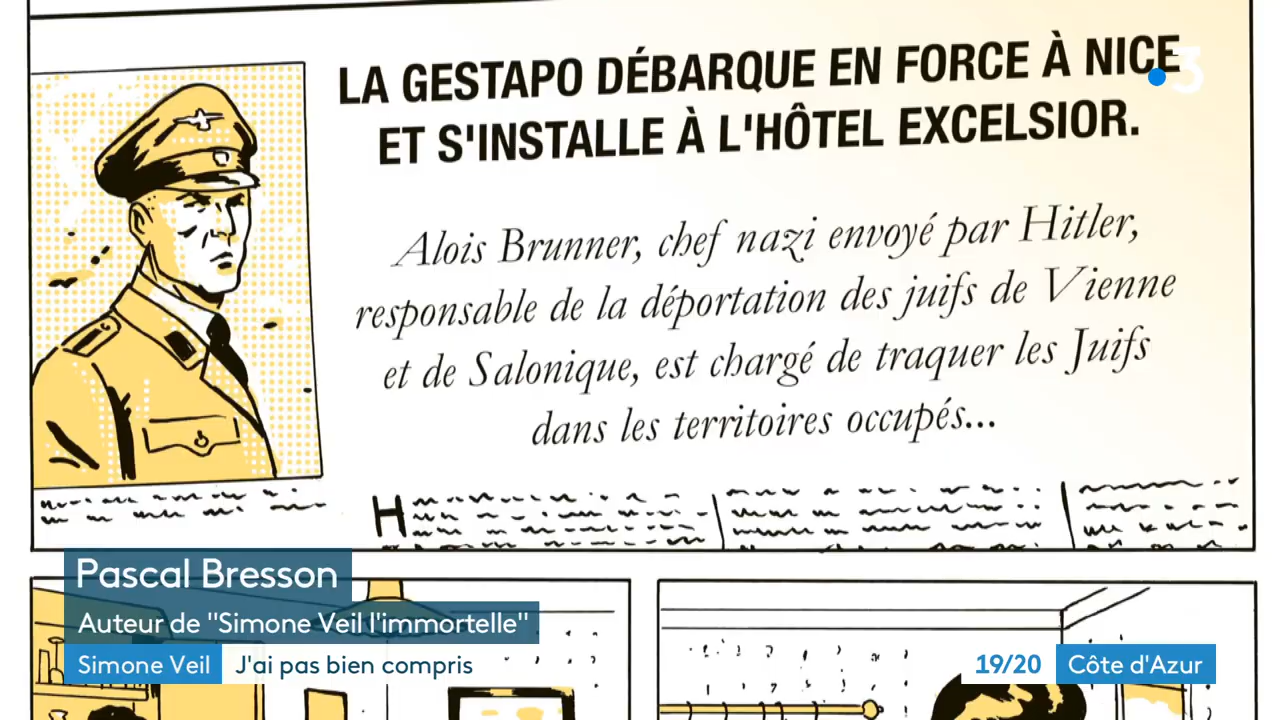 LA GESTAPO DÉBARQUE EN FORCE À NICE
ET S'INSTALLE À L'HÔTEL EXCELSIOR.
Alois Brunner, chef nazi envoyé par Hitler,
responsable de la déportation des juifs de Vienne
et de Salonique, est chargé de traquer les Juifs
dans les territoires occupés...
H
Pascal Bresson
Auteur de "Simone Veil l'immortelle"
Simone Veil J'ai pas bien compris
19/20 Côte d'Azur
3